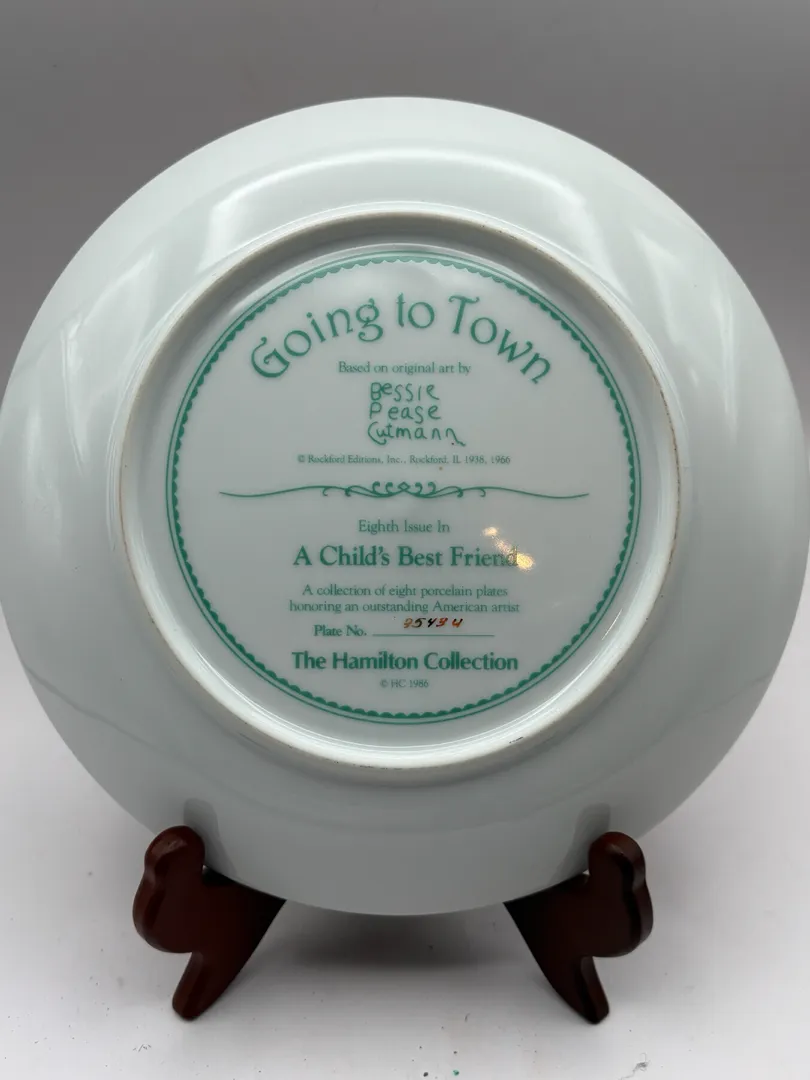 Going to Town
Based on original art by
Bessie
Pease
Gutmann
© Rockford Editions, Inc., Rockford, IL 1938, 1966
Eighth Issue In
A Child's Best Friend
A collection of eight porcelain plates
honoring an outstanding American artist
Plate No.
The Hamilton Collection
© HC 1986